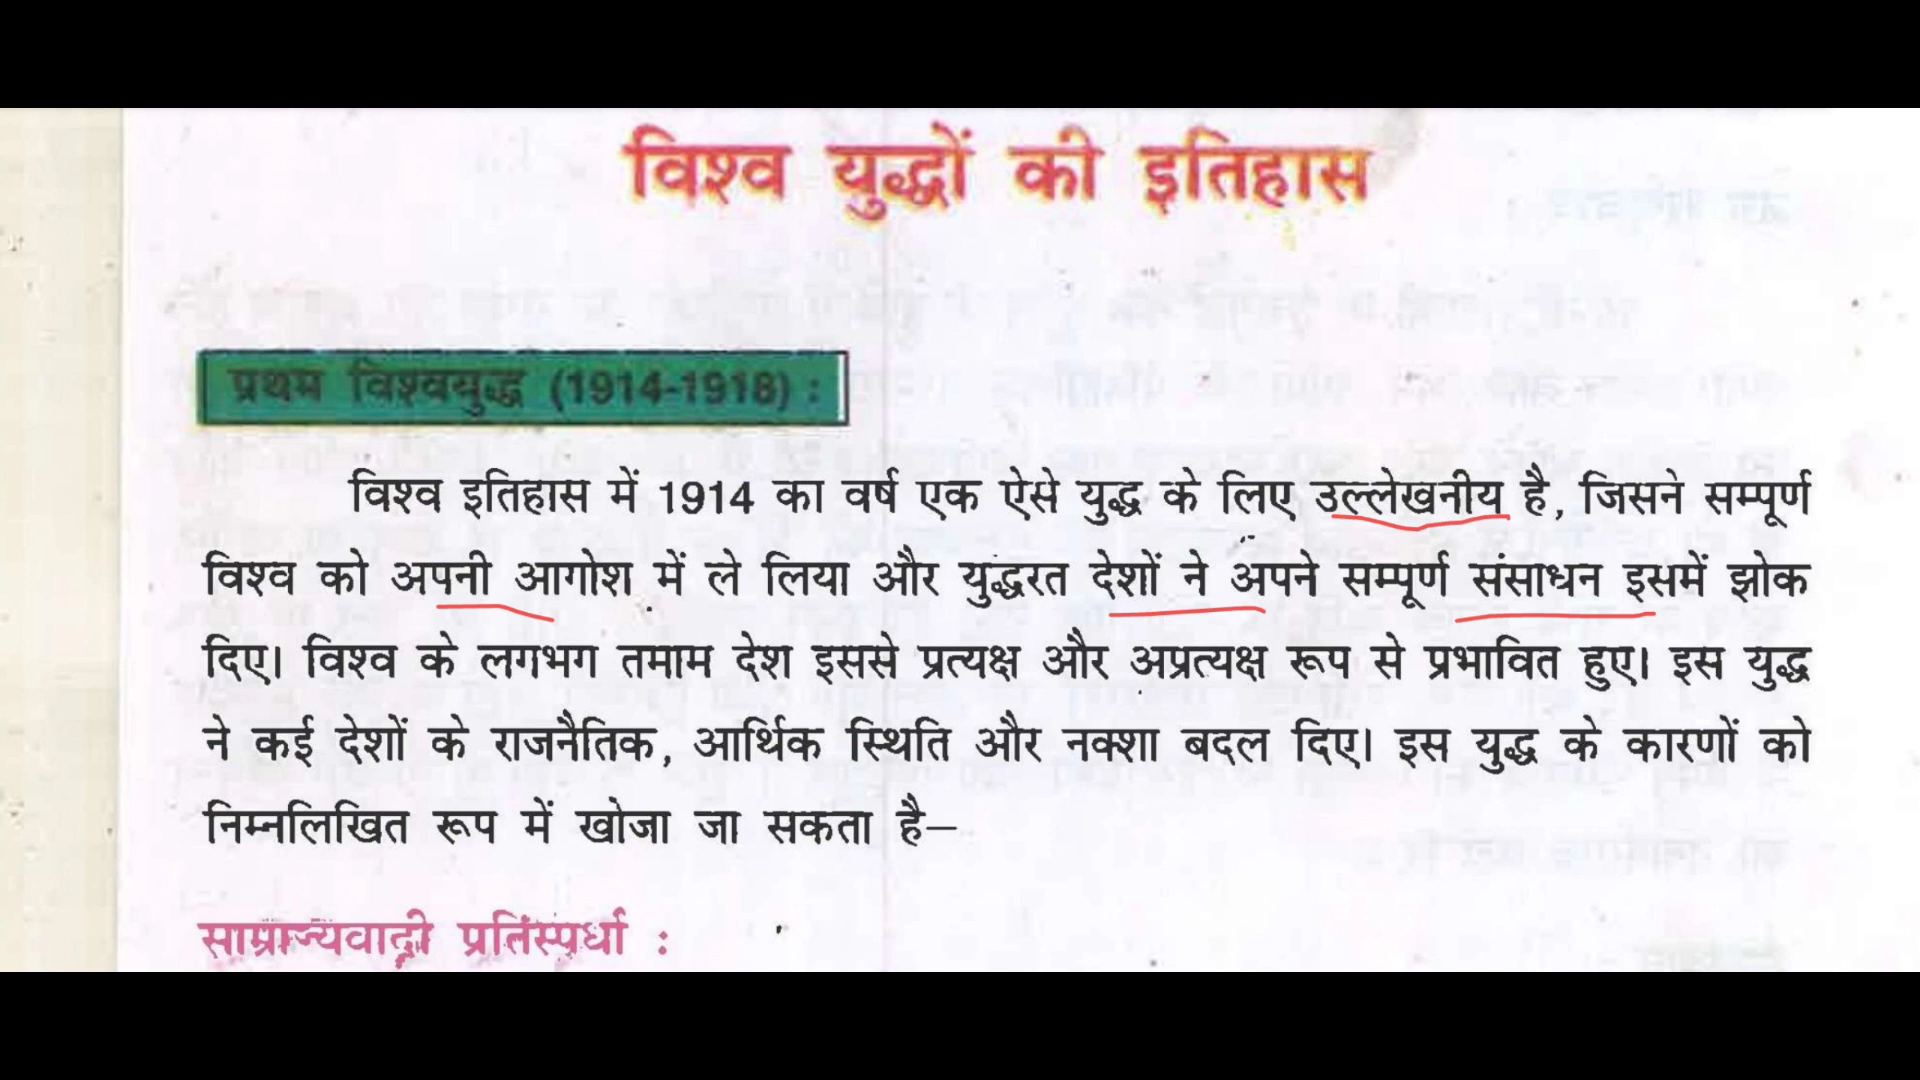 विश्व युद्धों की इतिहास
प्रथम विश्वयुद्ध (1914-1918) :
विश्व इतिहास में 1914 का वर्ष एक ऐसे युद्ध के लिए उल्लेखनीय है, जिसने सम्पूर्ण
विश्व को अपनी आगोश में ले लिया और युद्धरत देशों ने अपने सम्पूर्ण संसाधन इसमें झोक
दिए। विश्व के लगभग तमाम देश इससे प्रत्यक्ष और अप्रत्यक्ष रूप से प्रभावित हुए। इस युद्ध
ने कई देशों के राजनैतिक, आर्थिक स्थिति और नक्शा बदल दिए। इस युद्ध के कारणों को
निम्नलिखित रूप में खोजा जा सकता है–
साम्राज्यवादी प्रतिस्पर्धा :